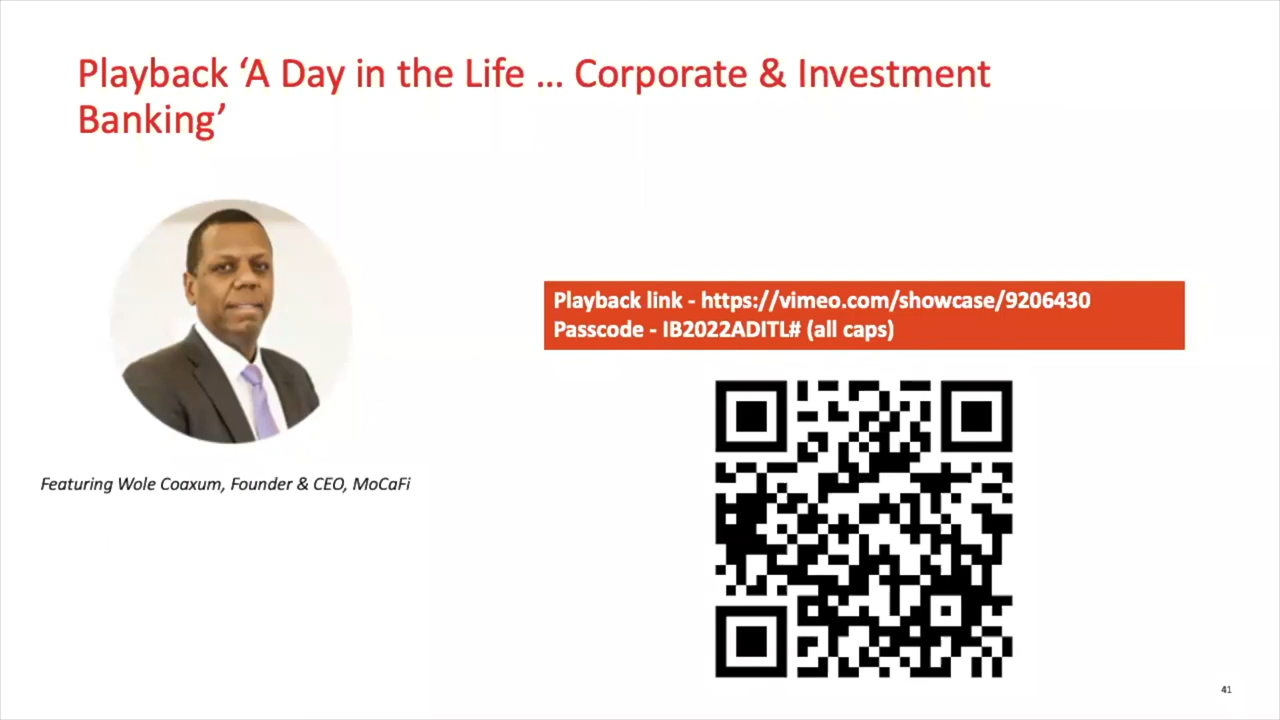 Playback ‘A Day in the Life … Corporate & Investment
Banking’
Playback link - https://vimeo.com/showcase/9206430
Passcode - IB2022ADITL# (all caps)
Featuring Wole Coaxum, Founder & CEO, MoCaFi
41